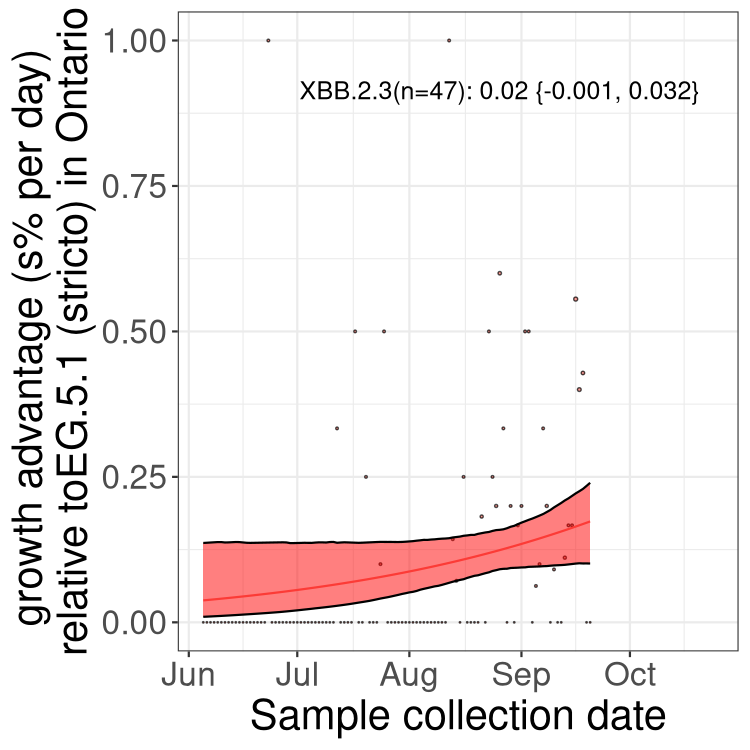 growth advantage (s% per day)
relative toEG.5.1 (stricto) in Ontario
1.00
0.75
0.50
0.25
0.00
XBB.2.3(n=47): 0.02 {-0.001, 0.032}
Jun Jul Aug Sep Oct
Sample collection date